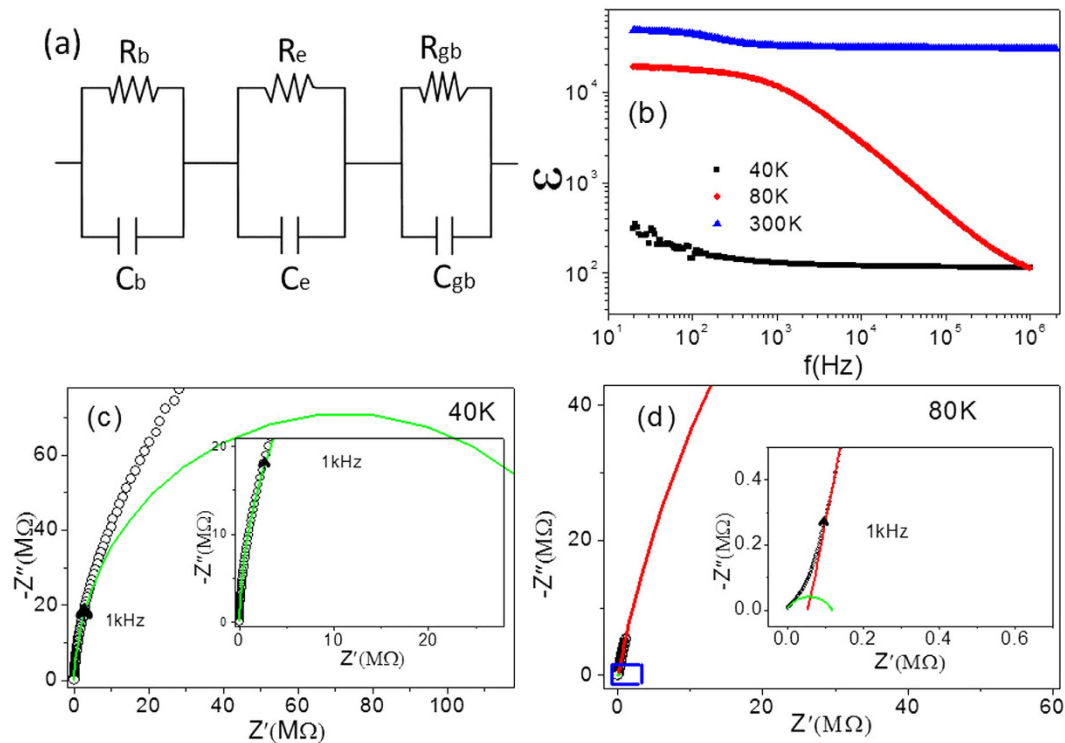 (a)
R_b
R_e
R_gb
C_b
C_e
C_gb
(b)
ε
10^4
10^3
10^2
40K
80K
300K
10^1 10^2 10^3 10^4 10^5 10^6
f(Hz)
(c)
40K
-Z''(MΩ)
60
40
20
0
0 20 40 60 80 100
Z'(MΩ)
1kHz
-Z''(MΩ)
20
10
0
1kHz
0 10 20
Z'(MΩ)
(d)
80K
-Z''(MΩ)
40
20
0
0 20 40 60
Z'(MΩ)
-Z''(MΩ)
0.4
0.2
0.0
1kHz
0.0 0.2 0.4 0.6
Z'(MΩ)